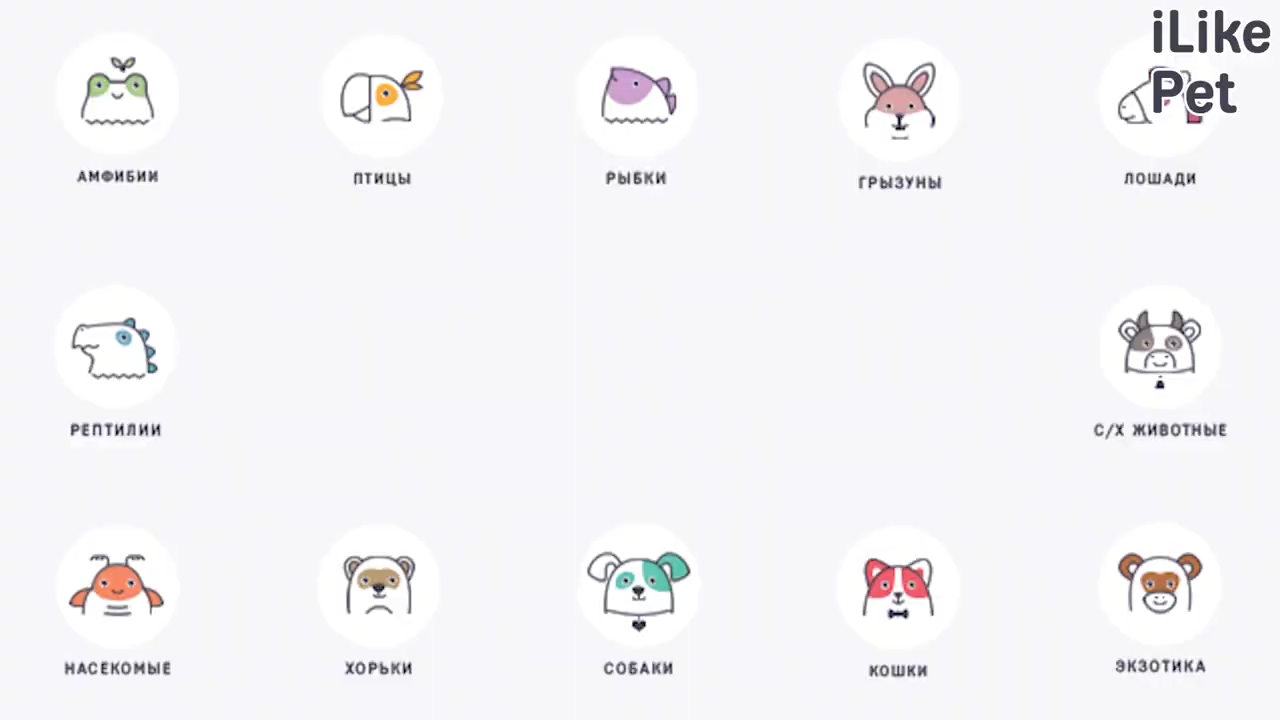 iLike
Pet
АМФИБИИ
ПТИЦЫ
РЫБКИ
ГРЫЗУНЫ
ЛОШАДИ
РЕПТИЛИИ
С/Х ЖИВОТНЫЕ
НАСЕКОМЫЕ
ХОРЬКИ
СОБАКИ
КОШКИ
ЭКЗОТИКА